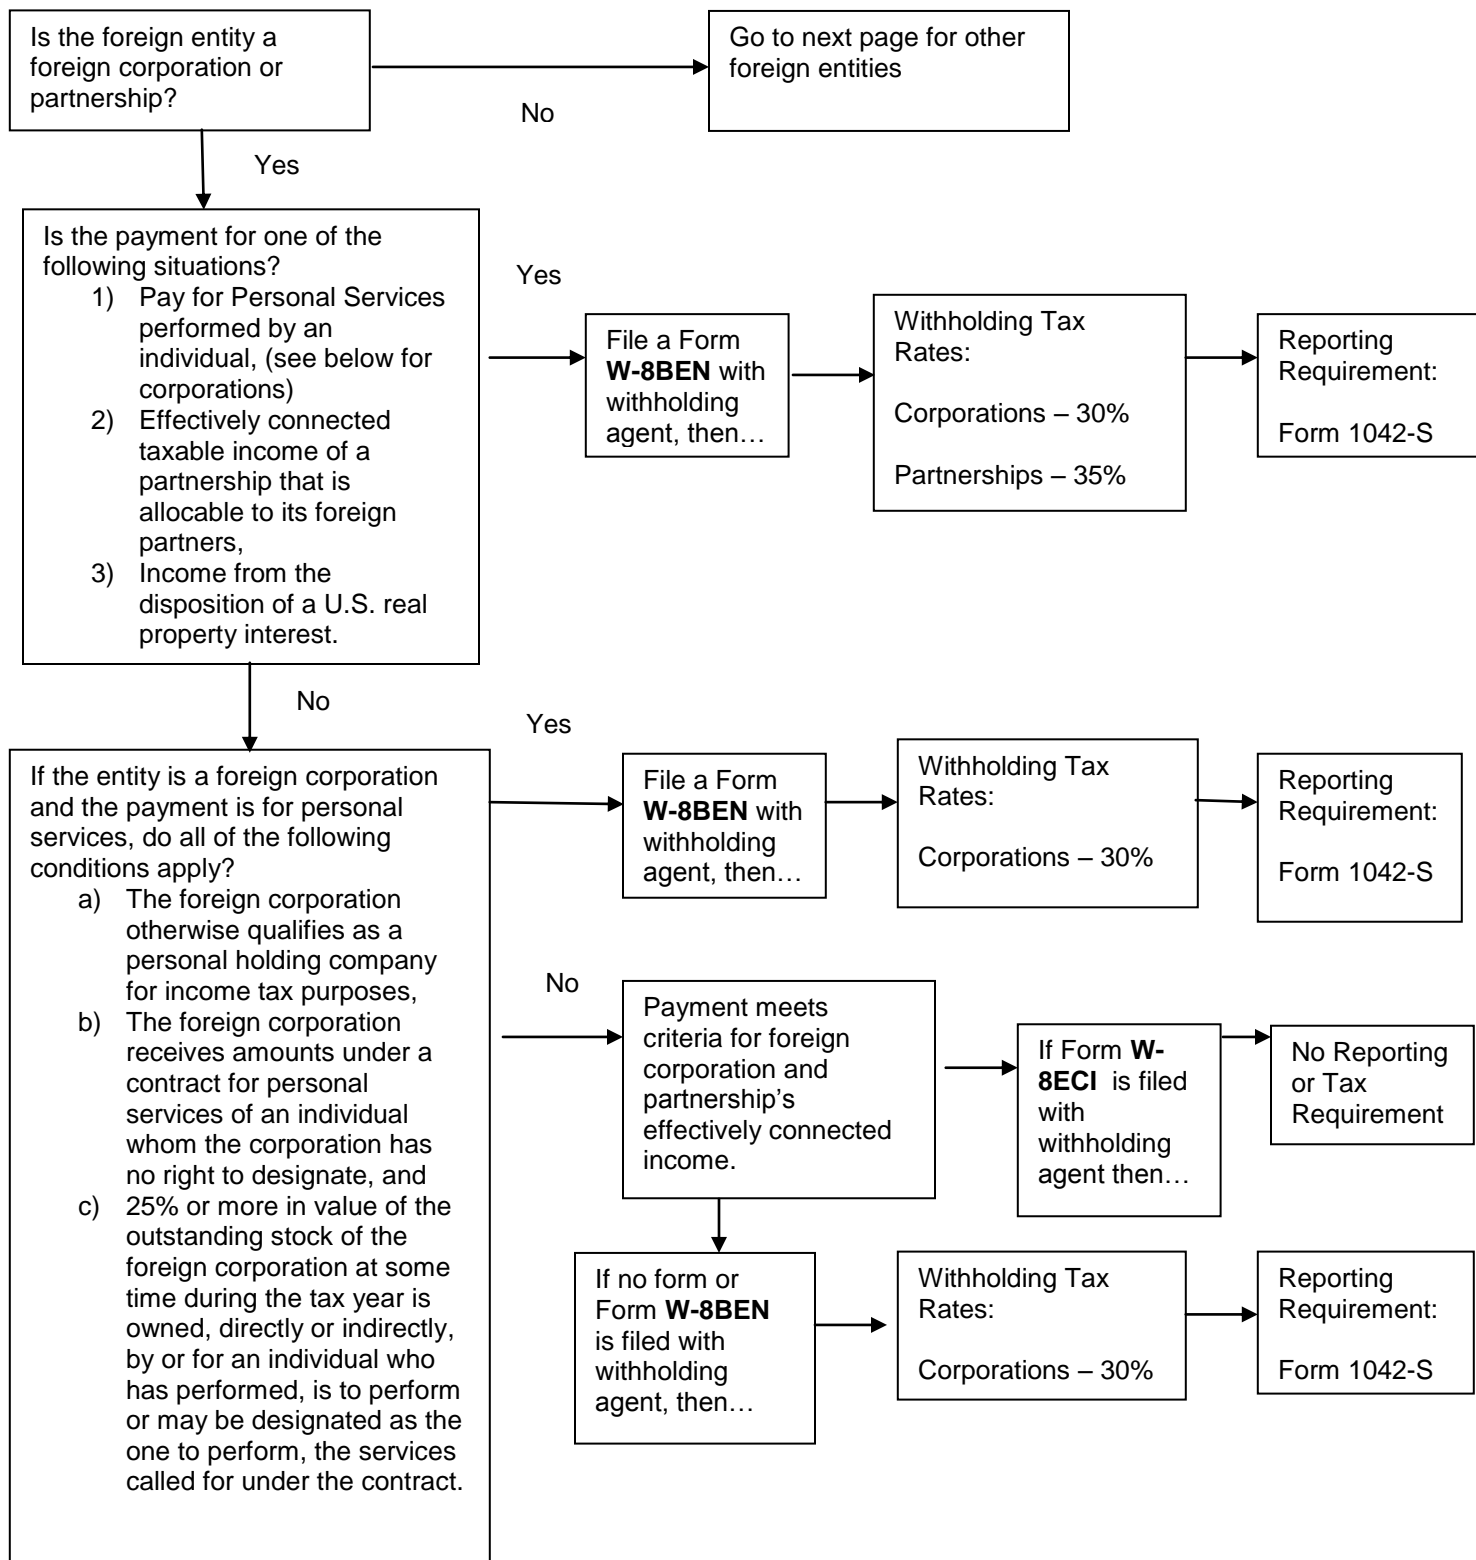 Is the foreign entity a
foreign corporation or
partnership?
Go to next page for other
foreign entities
No
Yes
Is the payment for one of the
following situations?
1) Pay for Personal Services
performed by an
individual, (see below for
corporations)
2) Effectively connected
taxable income of a
partnership that is
allocable to its foreign
partners,
3) Income from the
disposition of a U.S. real
property interest.
Yes
File a Form
W-8BEN with
withholding
agent, then…
Withholding Tax
Rates:
Corporations – 30%
Partnerships – 35%
Reporting
Requirement:
Form 1042-S
No
If the entity is a foreign corporation
and the payment is for personal
services, do all of the following
conditions apply?
a) The foreign corporation
otherwise qualifies as a
personal holding company
for income tax purposes,
b) The foreign corporation
receives amounts under a
contract for personal
services of an individual
whom the corporation has
no right to designate, and
c) 25% or more in value of the
outstanding stock of the
foreign corporation at some
time during the tax year is
owned, directly or indirectly,
by or for an individual who
has performed, is to perform
or may be designated as the
one to perform, the services
called for under the contract.
Yes
File a Form
W-8BEN with
withholding
agent, then…
Withholding Tax
Rates:
Corporations – 30%
Reporting
Requirement:
Form 1042-S
No
Payment meets
criteria for foreign
corporation and
partnership’s
effectively connected
income.
If Form W-
8ECI is filed
with
withholding
agent then…
No Reporting
or Tax
Requirement
If no form or
Form W-8BEN
is filed with
withholding
agent, then…
Withholding Tax
Rates:
Corporations – 30%
Reporting
Requirement:
Form 1042-S